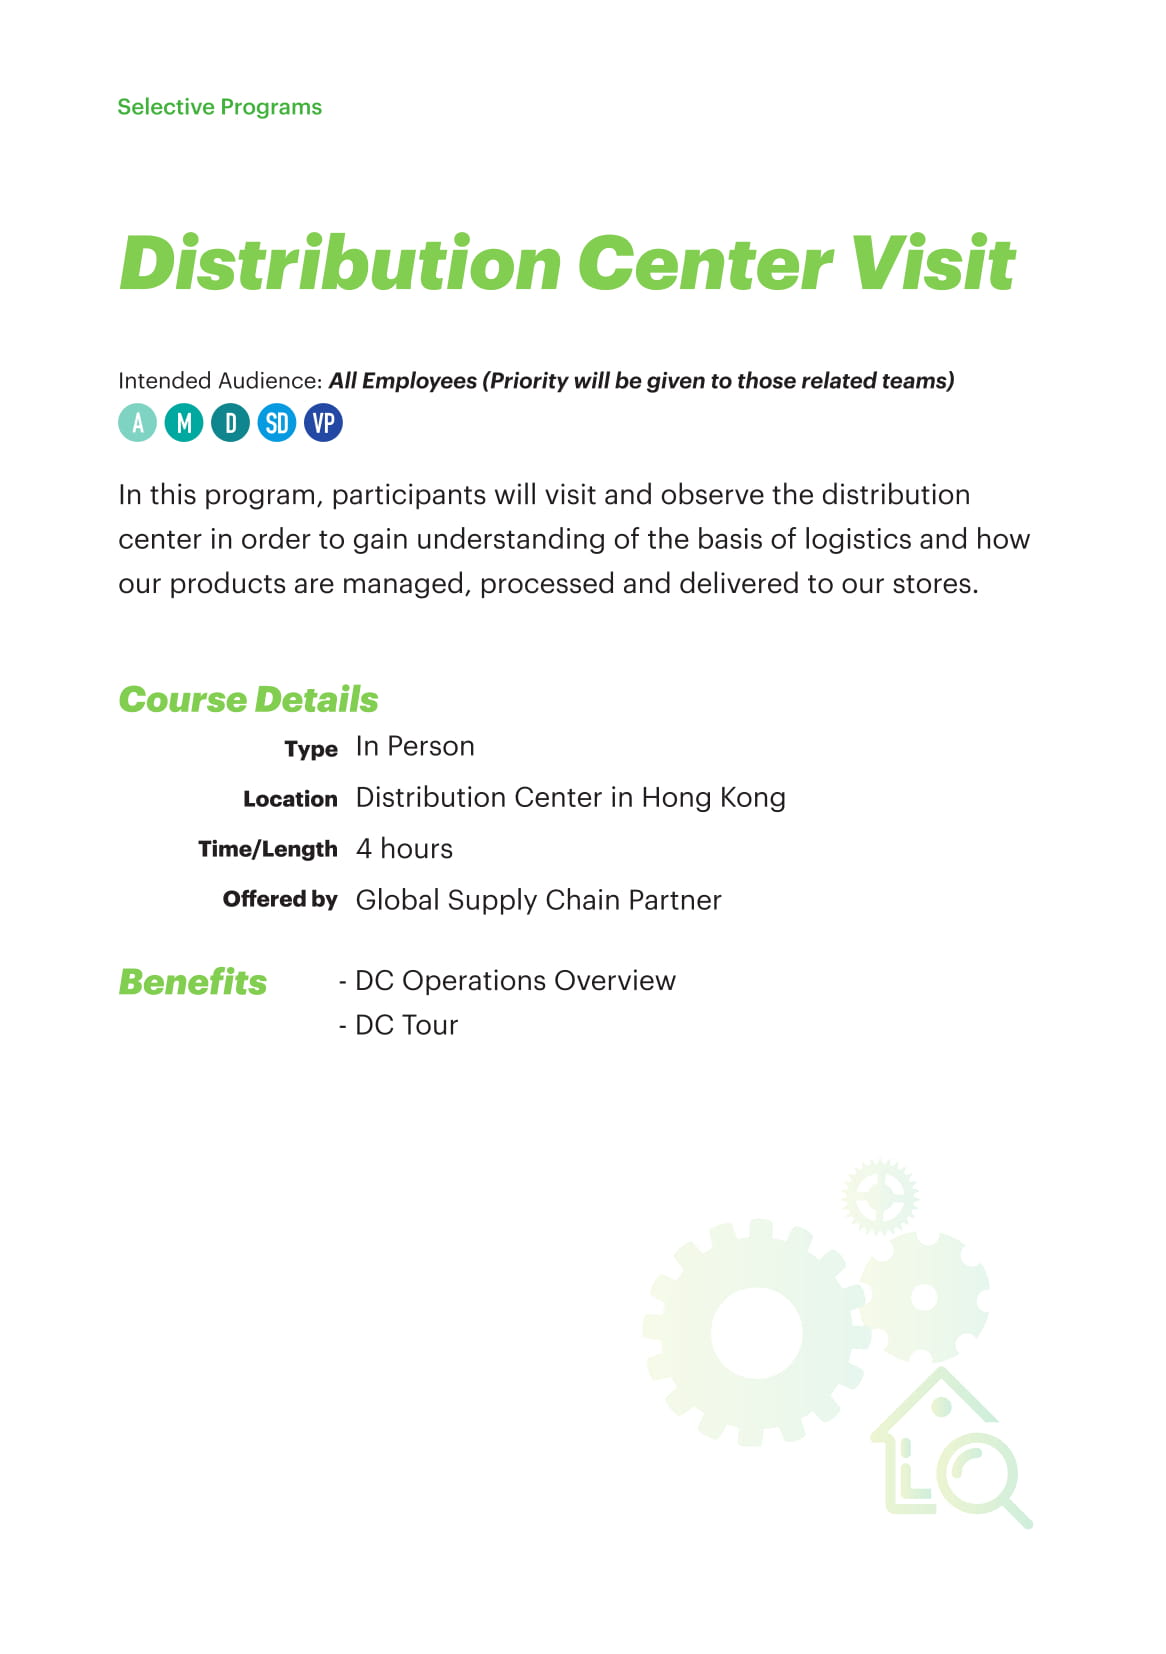 Selective Programs
Distribution Center Visit
Intended Audience: All Employees (Priority will be given to those related teams)
A M D SD VP
In this program, participants will visit and observe the distribution
center in order to gain understanding of the basis of logistics and how
our products are managed, processed and delivered to our stores.
Course Details
Type In Person
Location Distribution Center in Hong Kong
Time/Length 4 hours
Offered by Global Supply Chain Partner
Benefits - DC Operations Overview
- DC Tour